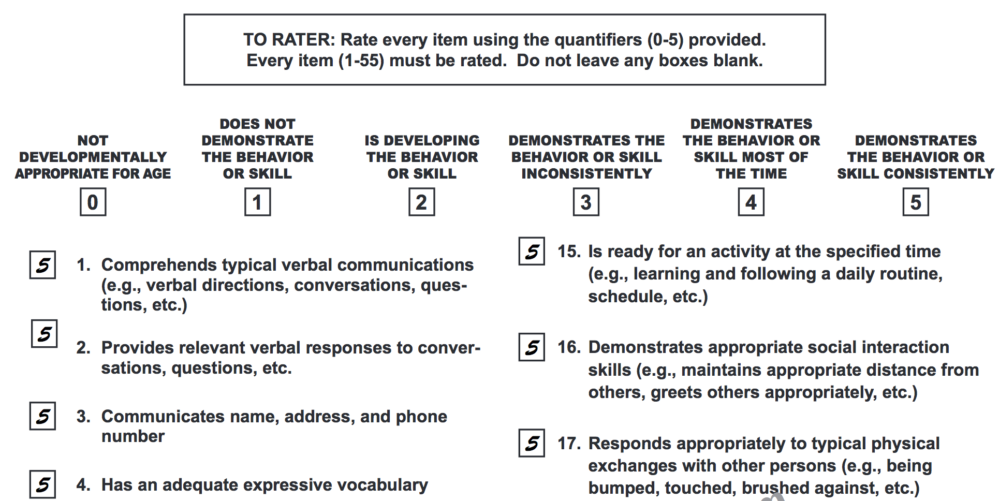 TO RATER: Rate every item using the quantifiers (0-5) provided.
Every item (1-55) must be rated.  Do not leave any boxes blank.
NOT
DEVELOPMENTALLY
APPROPRIATE FOR AGE
0
DOES NOT
DEMONSTRATE
THE BEHAVIOR
OR SKILL
1
IS DEVELOPING
THE BEHAVIOR
OR SKILL
2
DEMONSTRATES THE
BEHAVIOR OR SKILL
INCONSISTENTLY
3
DEMONSTRATES
THE BEHAVIOR OR
SKILL MOST OF
THE TIME
4
DEMONSTRATES
THE BEHAVIOR OR
SKILL CONSISTENTLY
5
5 1. Comprehends typical verbal communications
(e.g., verbal directions, conversations, ques-
tions, etc.)
5 2. Provides relevant verbal responses to conver-
sations, questions, etc.
5 3. Communicates name, address, and phone
number
5 4. Has an adequate expressive vocabulary
5 15. Is ready for an activity at the specified time
(e.g., learning and following a daily routine,
schedule, etc.)
5 16. Demonstrates appropriate social interaction
skills (e.g., maintains appropriate distance from
others, greets others appropriately, etc.)
5 17. Responds appropriately to typical physical
exchanges with other persons (e.g., being
bumped, touched, brushed against, etc.)